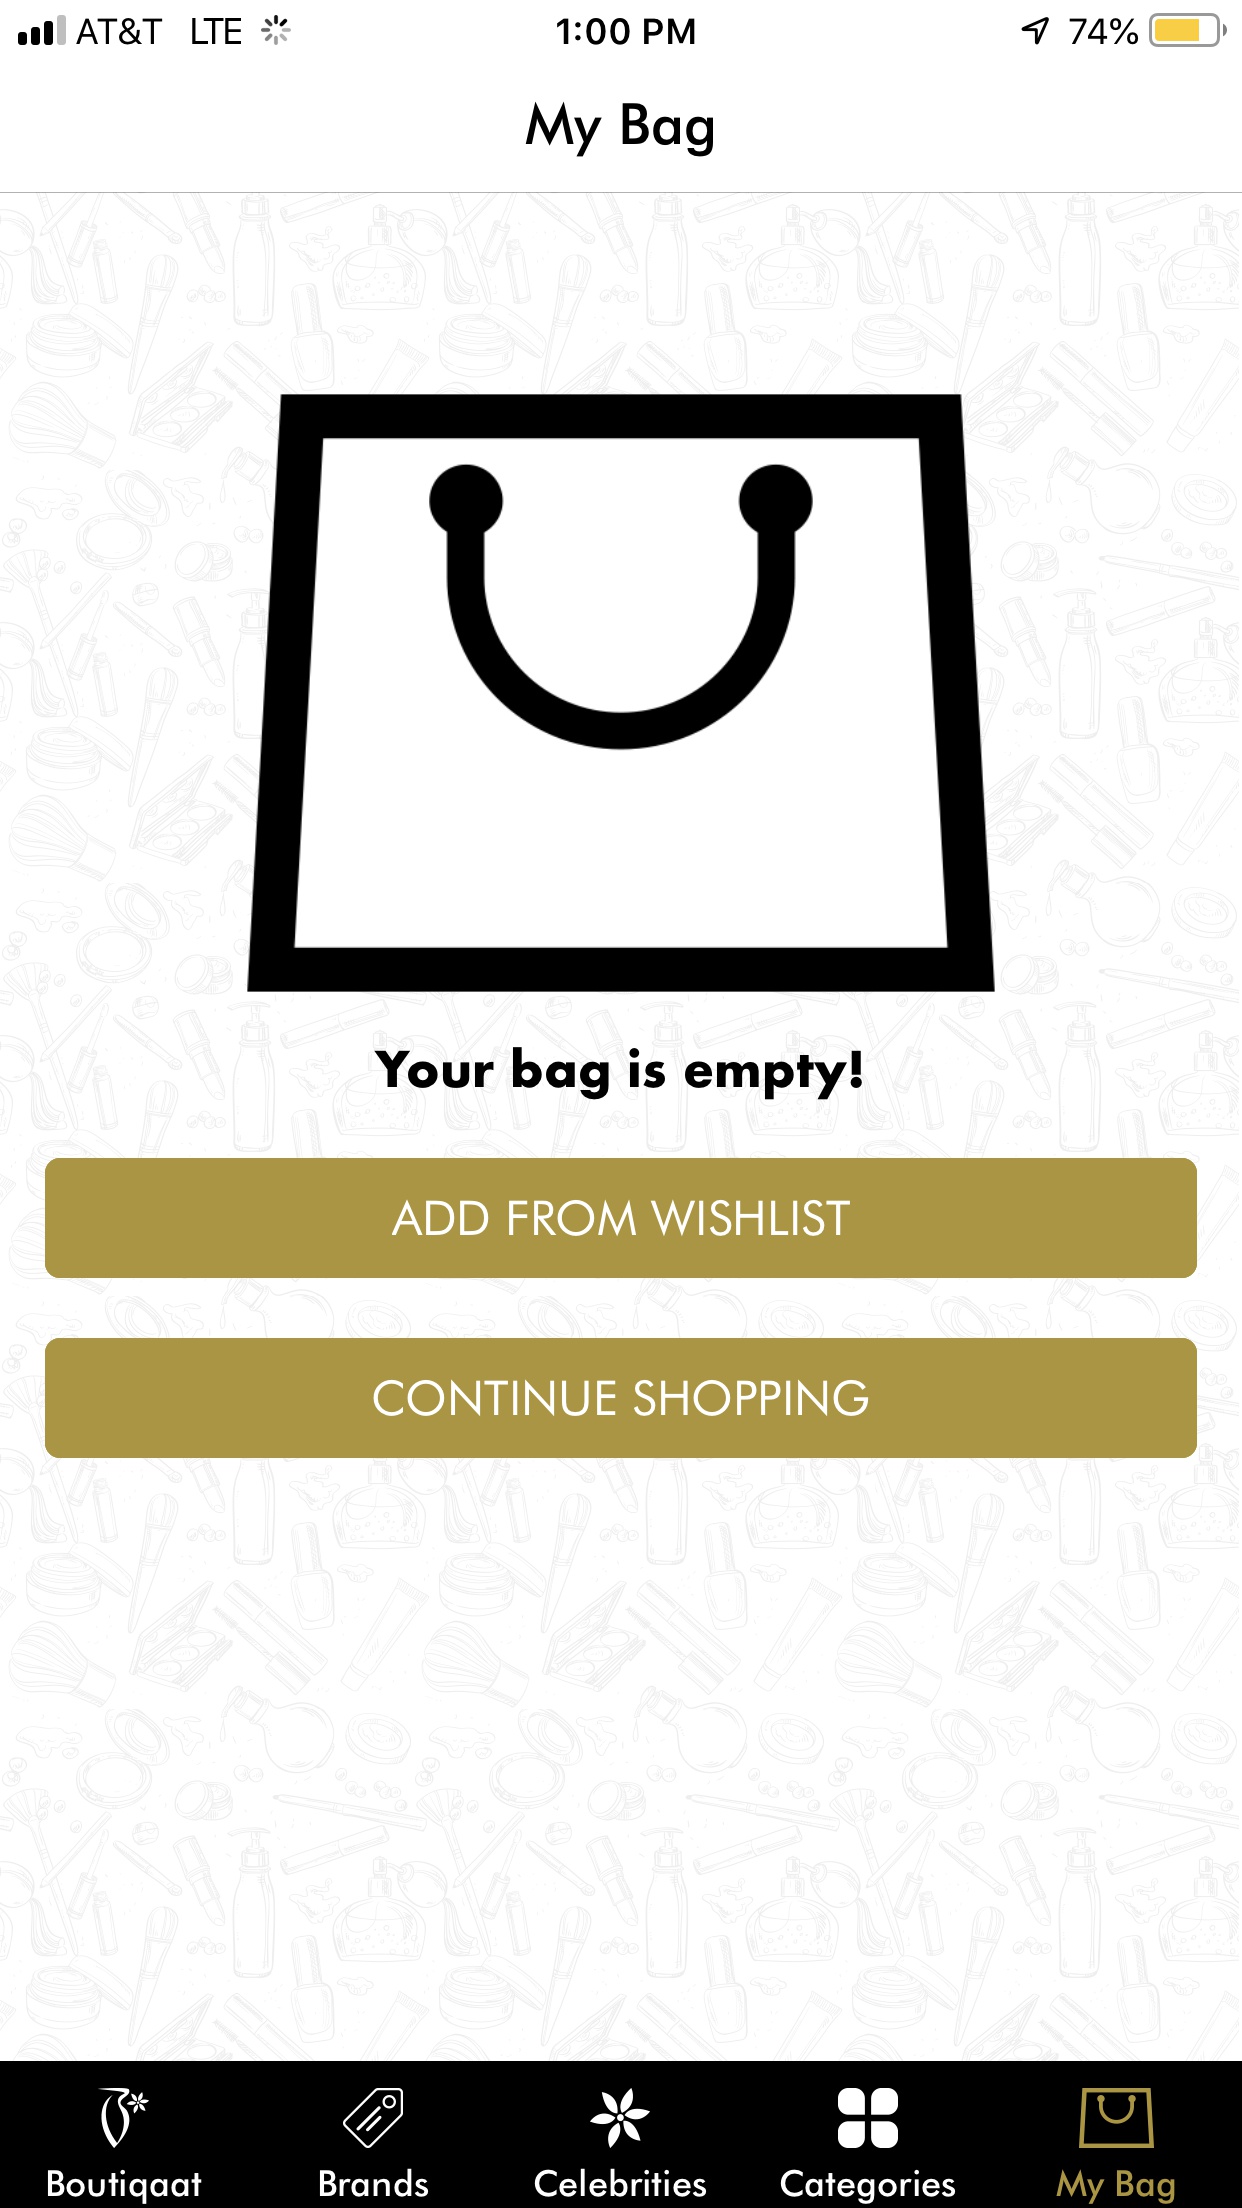 AT&T LTE 1:00 PM 74%
My Bag
Your bag is empty!
ADD FROM WISHLIST
CONTINUE SHOPPING
Boutiqaat Brands Celebrities Categories My Bag